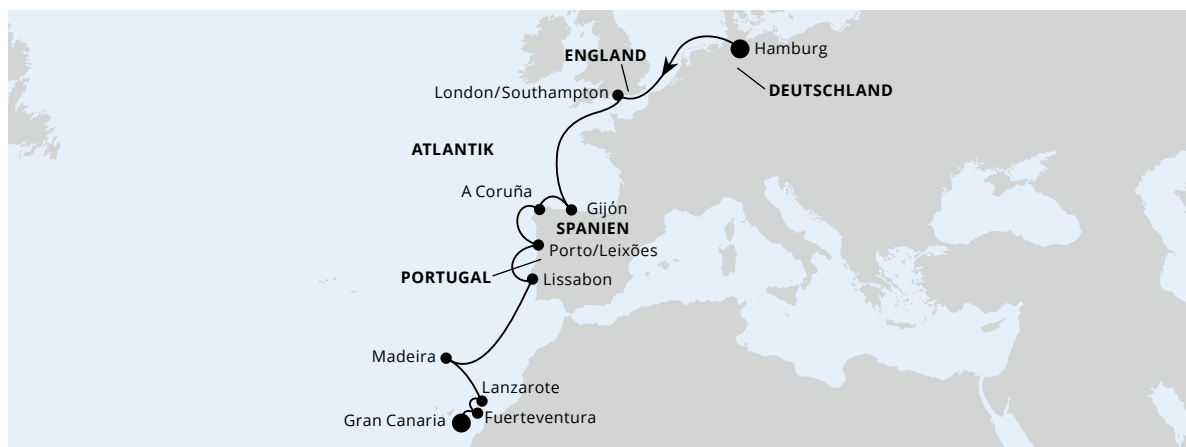 Hamburg
ENGLAND
DEUTSCHLAND
London/Southampton
ATLANTIK
A Coruña
Gijón
SPANIEN
Porto/Leixões
PORTUGAL
Lissabon
Madeira
Lanzarote
Fuerteventura
Gran Canaria